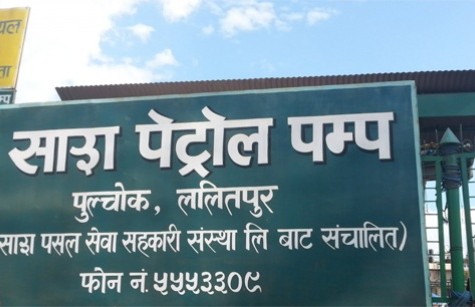 साझा पेट्रोल पम्प
पुल्चोक, ललितपुर
साझा पसल सेवा सहकारी संस्था लि बाट संचालित)
फोन नं. ५५५३३०९